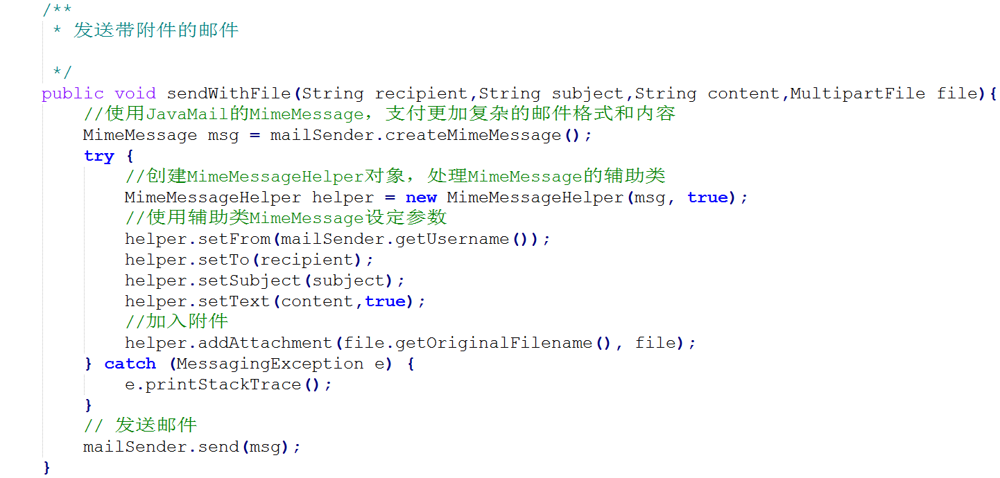 /**
 * 发送带附件的邮件
 */
public void sendWithFile(String recipient,String subject,String content,MultipartFile file){
    //使用JavaMail的MimeMessage，支付更加复杂的邮件格式和内容
    MimeMessage msg = mailSender.createMimeMessage();
    try {
        //创建MimeMessageHelper对象，处理MimeMessage的辅助类
        MimeMessageHelper helper = new MimeMessageHelper(msg, true);
        //使用辅助类MimeMessage设定参数
        helper.setFrom(mailSender.getUsername());
        helper.setTo(recipient);
        helper.setSubject(subject);
        helper.setText(content,true);
        //加入附件
        helper.addAttachment(file.getOriginalFilename(), file);
    } catch (MessagingException e) {
        e.printStackTrace();
    }
    // 发送邮件
    mailSender.send(msg);
}